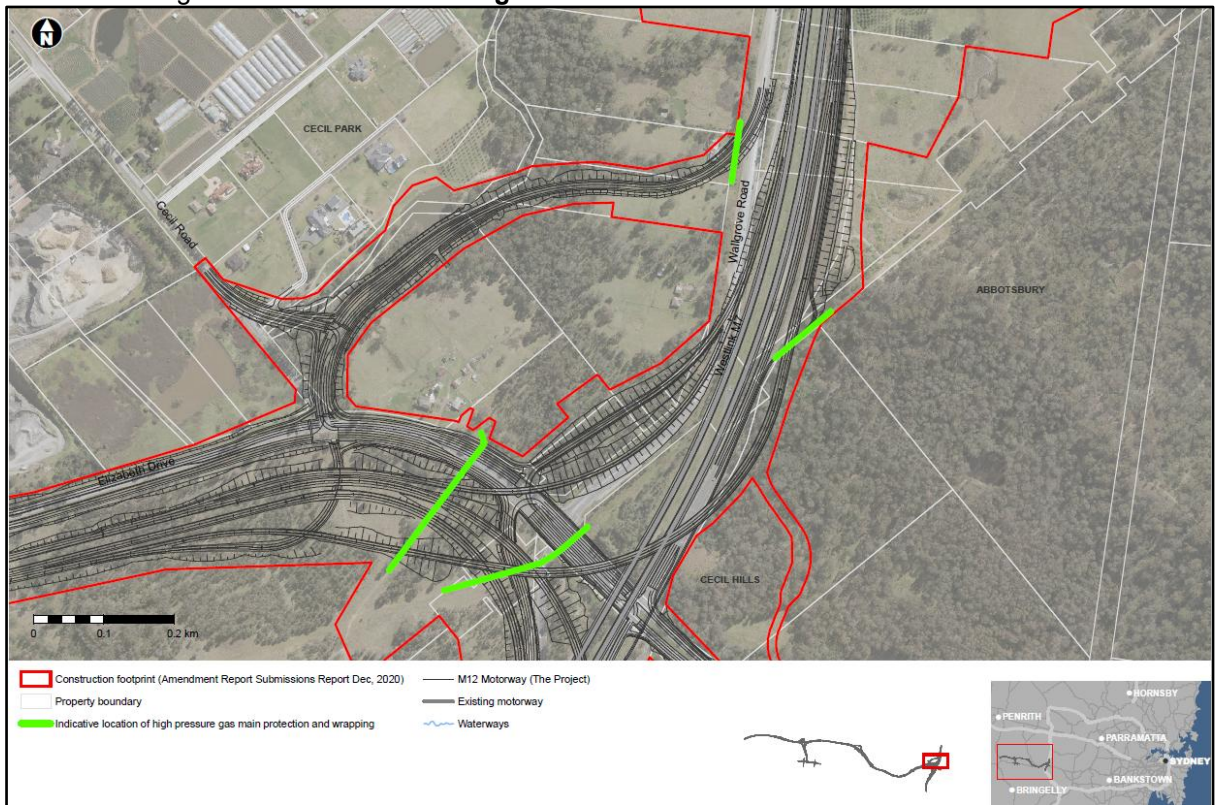 N
CECIL PARK
Cecil Road
Wallgrove Road
ABBOTSBURY
Westlink M7
Elizabeth Drive
CECIL HILLS
0 0.1 0.2 km
Construction footprint (Amendment Report Submissions Report Dec, 2020)
Property boundary
Indicative location of high pressure gas main protection and wrapping
M12 Motorway (The Project)
Existing motorway
Waterways
HORNSBY
PENRITH
PARRAMATTA
SYDNEY
BANKSTOWN
BRINGELLY